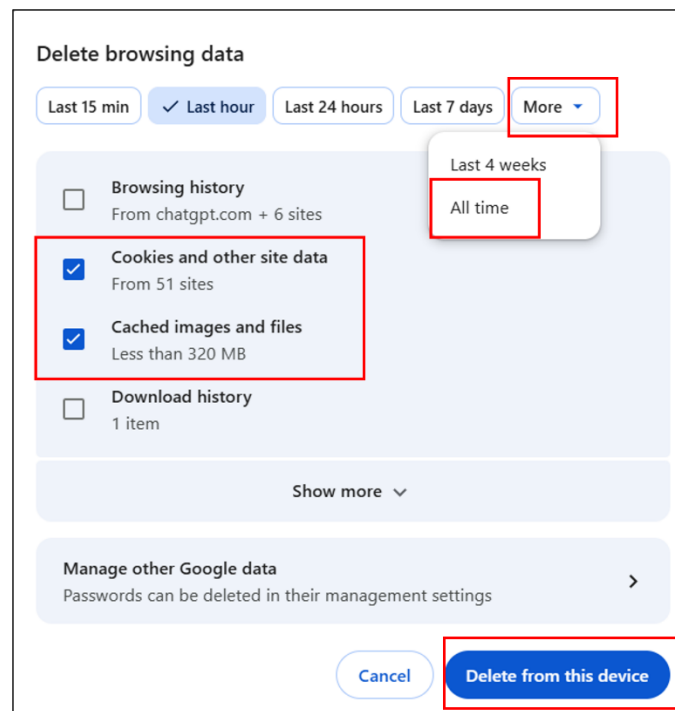 Delete browsing data
Last 15 min
Last hour
Last 24 hours
Last 7 days
More
Last 4 weeks
All time
Browsing history
From chatgpt.com + 6 sites
Cookies and other site data
From 51 sites
Cached images and files
Less than 320 MB
Download history
1 item
Show more
Manage other Google data
Passwords can be deleted in their management settings
Cancel
Delete from this device